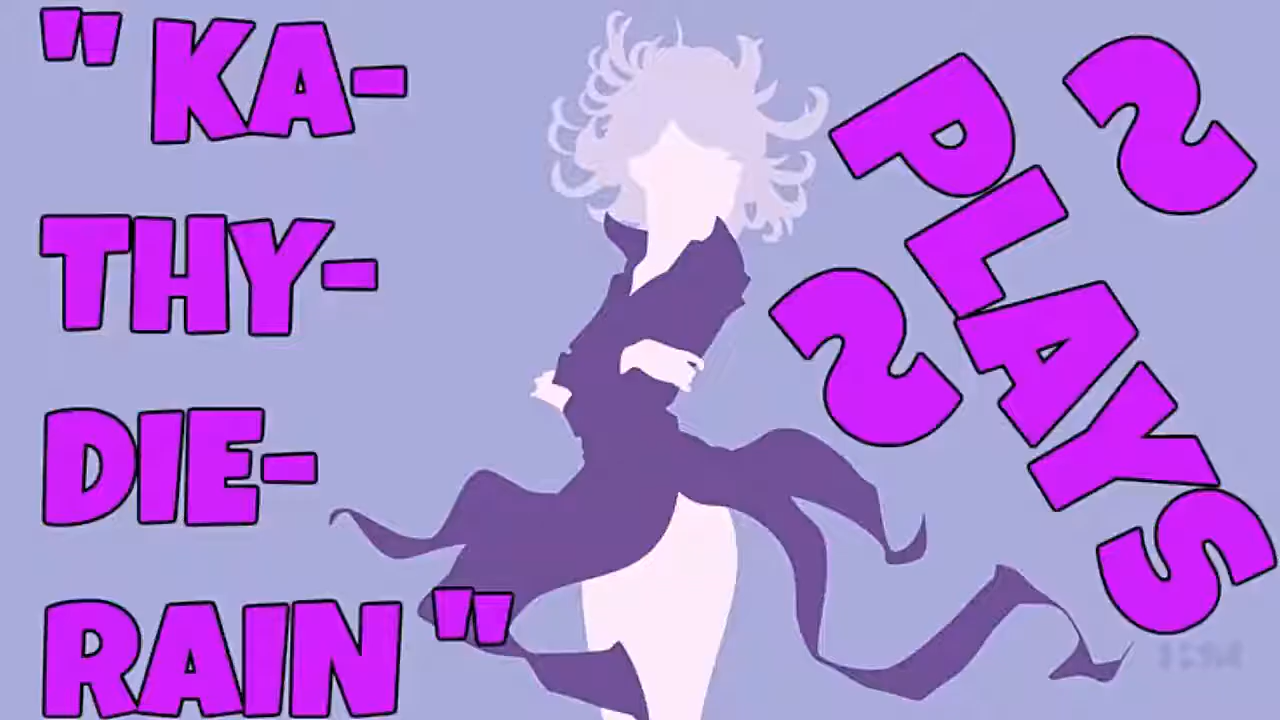 " KA-
THY-
DIE-
RAIN "
~ PLAYS ~